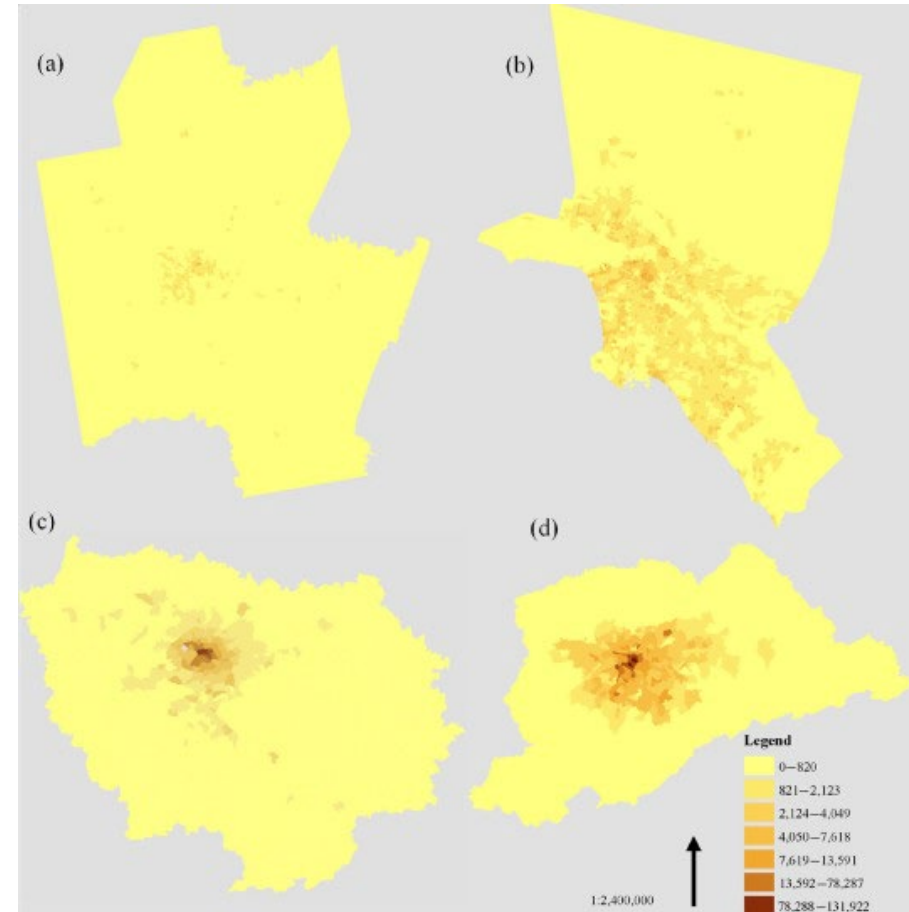 (a)
(b)
(c)
(d)
Legend
0—820
821—2,123
2,124—4,049
4,050—7,618
7,619—13,591
13,592—78,287
78,288—131,922
1:2,400,000